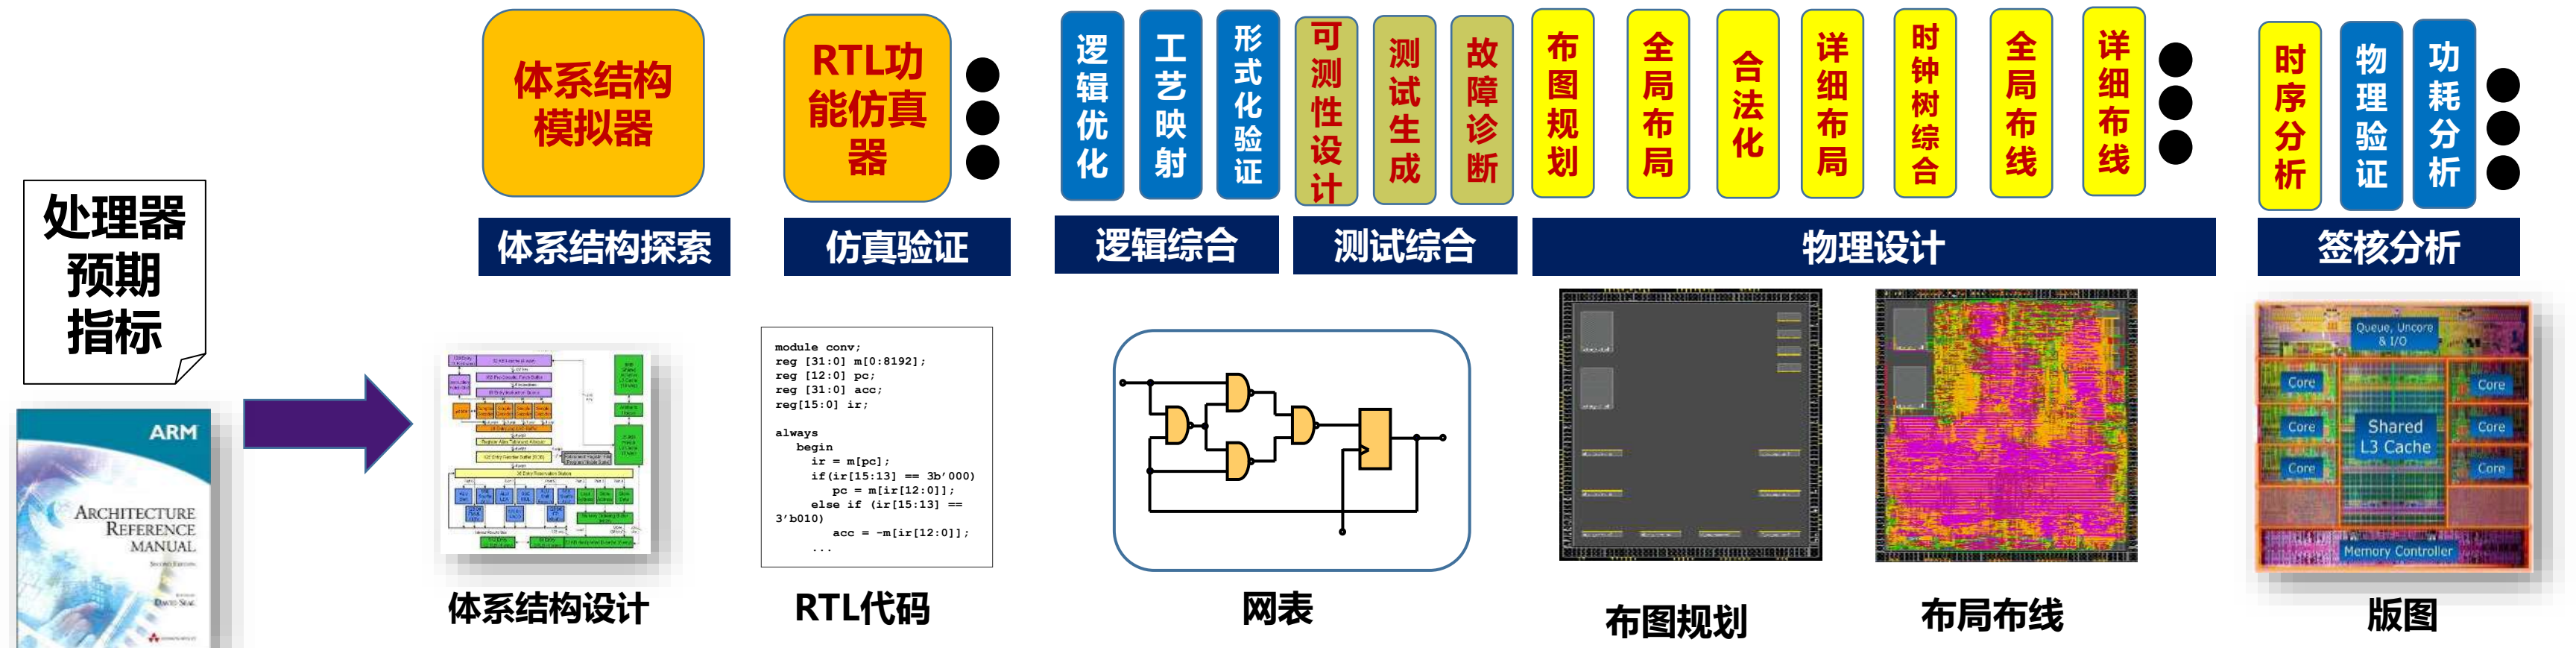 处理器
预期
指标
ARM
ARCHITECTURE
REFERENCE
MANUAL
SECOND EDITION
DAVID SEAL
体系结构
模拟器
RTL功
能仿真
器
逻辑优化
工艺映射
形式化验证
可测性设计
测试生成
故障诊断
布图规划
全局布局
合法化
详细布局
时钟树综合
全局布线
详细布线
时序分析
物理验证
功耗分析
体系结构探索
仿真验证
逻辑综合
测试综合
物理设计
签核分析
module conv;
reg [31:0] m[0:8192];
reg [12:0] pc;
reg [31:0] acc;
reg[15:0] ir;
always
begin
ir = m[pc];
if(ir[15:13] == 3b'000)
pc = m[ir[12:0]];
else if (ir[15:13] ==
3'b010)
acc = -m[ir[12:0]];
...
Queue, Uncore
& I/O
Core
Core
Core
Shared
L3 Cache
Core
Core
Core
Memory Controller
体系结构设计
RTL代码
网表
布图规划
布局布线
版图